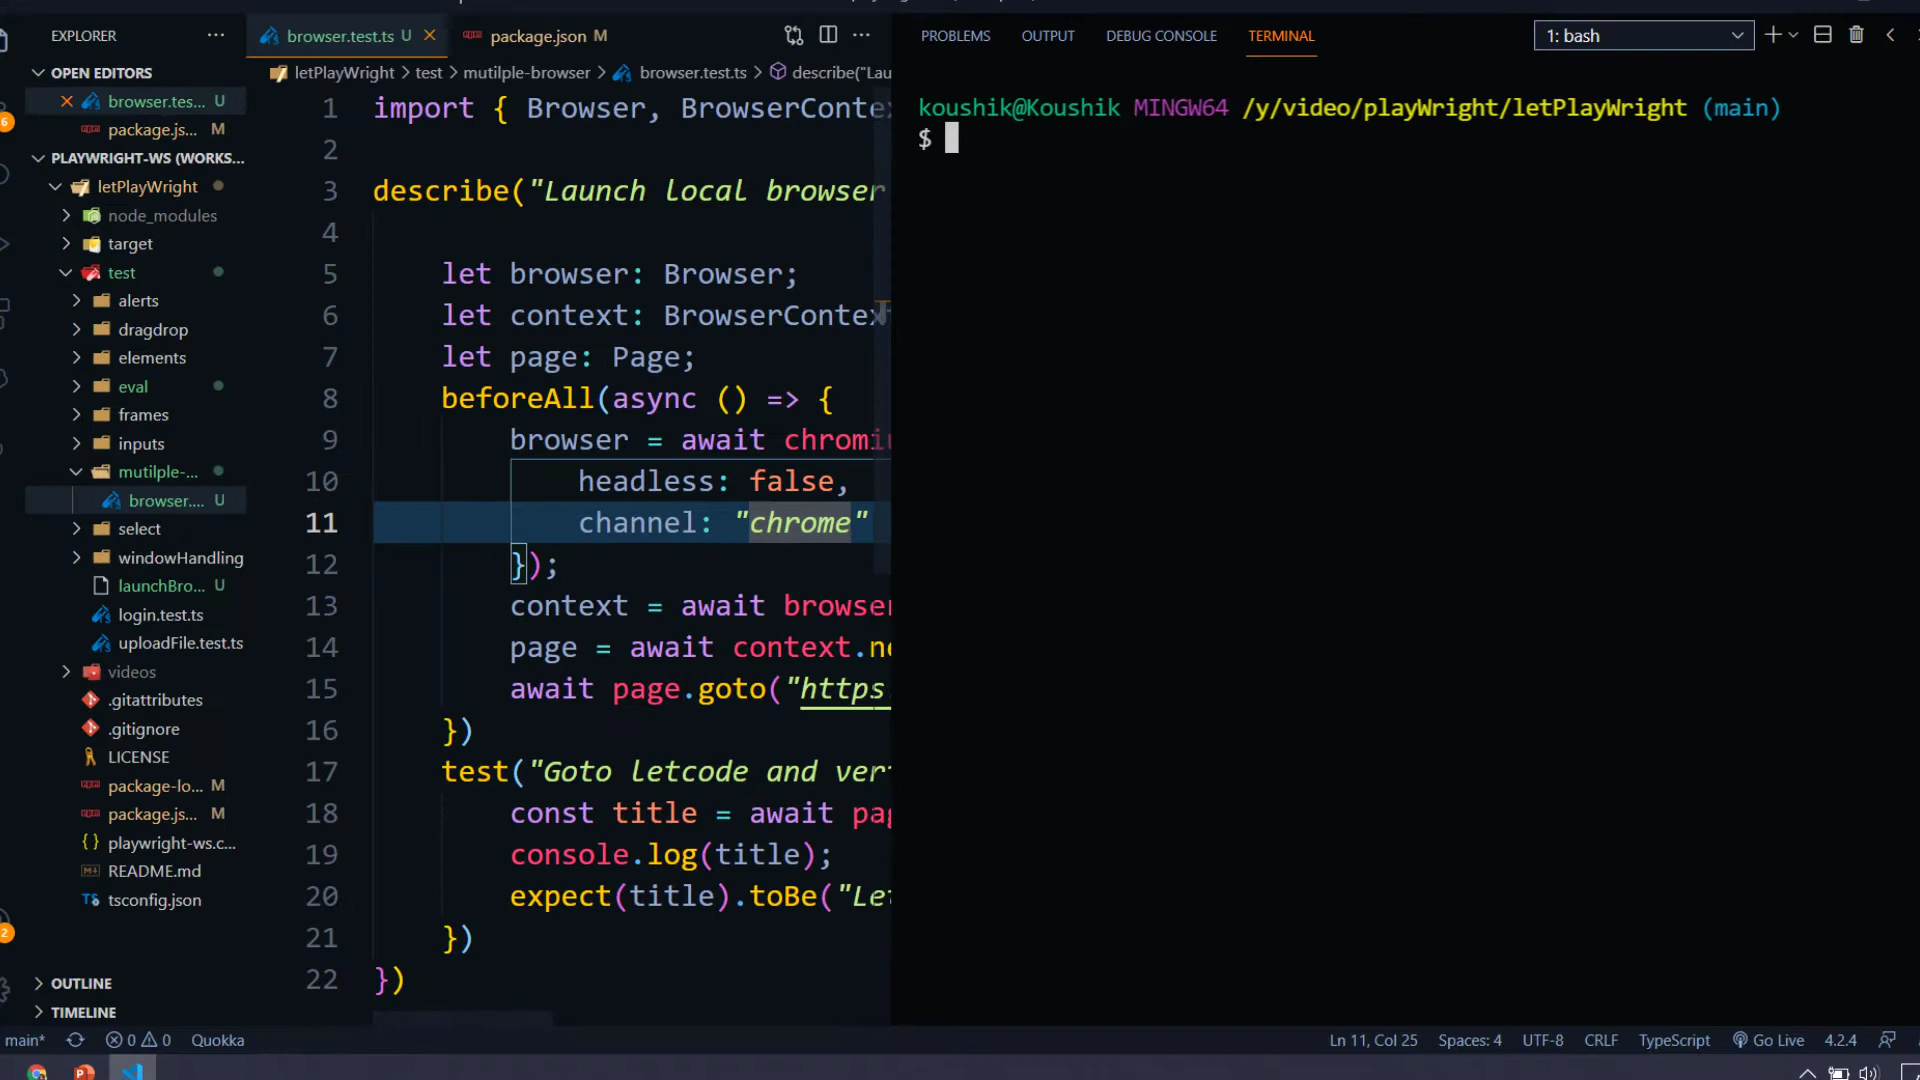 EXPLORER
OPEN EDITORS
browser.tes... U
package.js... M
PLAYWRIGHT-WS (WORKS...
letPlayWright
node_modules
target
test
alerts
dragdrop
elements
eval
frames
inputs
mutilple-...
browser.... U
select
windowHandling
launchBro... U
login.test.ts
uploadFile.test.ts
videos
.gitattributes
.gitignore
LICENSE
package-lo... M
package.js... M
playwright-ws.c...
README.md
tsconfig.json
OUTLINE
TIMELINE
6
2
browser.test.ts U
package.json M
letPlayWright > test > mutilple-browser > browser.test.ts > describe("Lau
1 import { Browser, BrowserConte
2
3 describe("Launch local browser
4
5 let browser: Browser;
6 let context: BrowserContext
7 let page: Page;
8 beforeAll(async () => {
9 browser = await chromiu
10 headless: false,
11 channel: "chrome"
12 });
13 context = await browser
14 page = await context.ne
15 await page.goto("https:
16 })
17 test("Goto letcode and ver
18 const title = await pag
19 console.log(title);
20 expect(title).toBe("Let
21 })
22 })
PROBLEMS OUTPUT DEBUG CONSOLE TERMINAL
1: bash
koushik@Koushik MINGW64 /y/video/playWright/letPlayWright (main)
$
main* 0 0 Quokka
Ln 11, Col 25 Spaces: 4 UTF-8 CRLF TypeScript Go Live 4.2.4